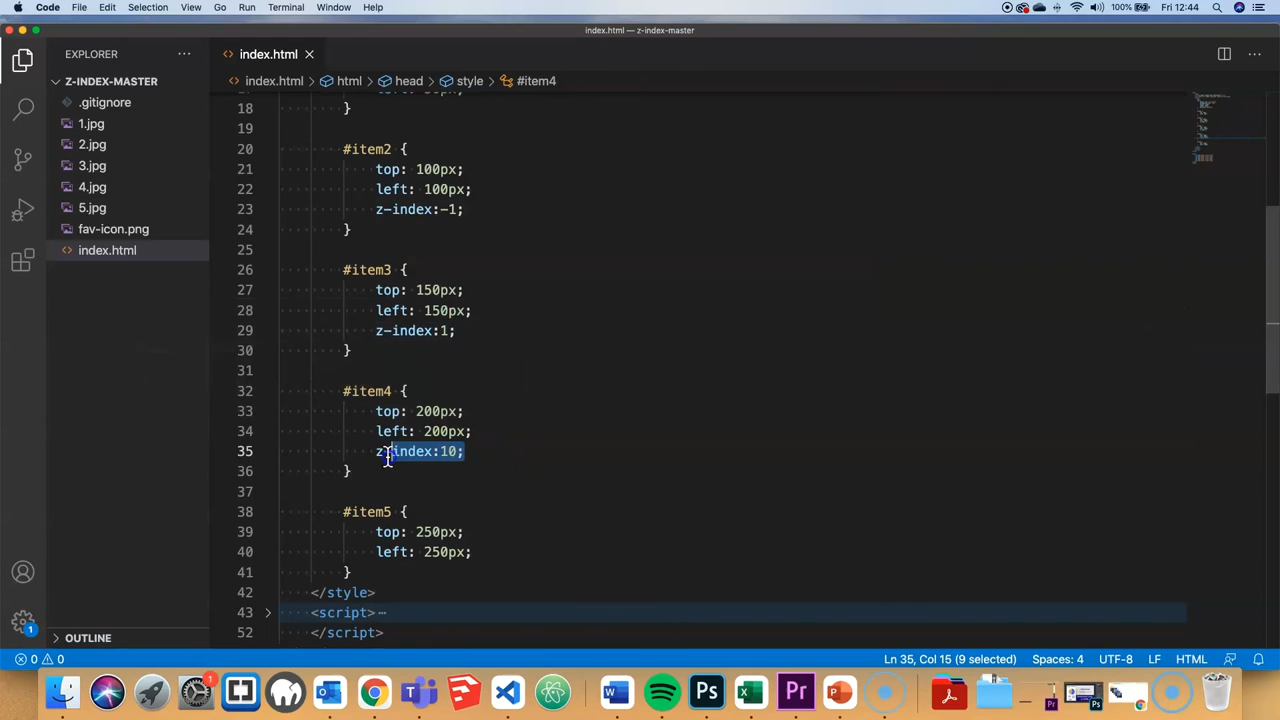 Code File Edit Selection View Go Run Terminal Window Help 100% Fri 12:44
index.html — z-index-master
EXPLORER ··· index.html
Z-INDEX-MASTER index.html > html > head > style > #item4
.gitignore
1.jpg
2.jpg
3.jpg
4.jpg
5.jpg
fav-icon.png
index.html
18 }
19
20 #item2 {
21 top: 100px;
22 left: 100px;
23 z-index:-1;
24 }
25
26 #item3 {
27 top: 150px;
28 left: 150px;
29 z-index:1;
30 }
31
32 #item4 {
33 top: 200px;
34 left: 200px;
35 z-index:10;
36 }
37
38 #item5 {
39 top: 250px;
40 left: 250px;
41 }
42 </style>
43 <script>⋯
52 </script>
1
OUTLINE
0 0 Ln 35, Col 15 (9 selected) Spaces: 4 UTF-8 LF HTML
1